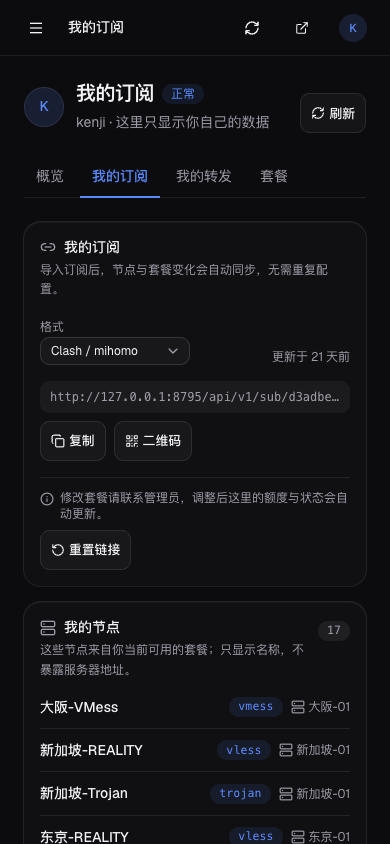 我的订阅
K
K
我的订阅 正常
kenji · 这里只显示你自己的数据
刷新
概览 我的订阅 我的转发 套餐
我的订阅
导入订阅后，节点与套餐变化会自动同步，无需重复配
置。
格式
Clash / mihomo
更新于 21 天前
http://127.0.0.1:8795/api/v1/sub/d3adbe…
复制 二维码
修改套餐请联系管理员，调整后这里的额度与状态会自
动更新。
重置链接
我的节点 17
这些节点来自你当前可用的套餐；只显示名称，不
暴露服务器地址。
大阪-VMess vmess 大阪-01
新加坡-REALITY vless 新加坡-01
新加坡-Trojan trojan 新加坡-01
东京-REALITY vless 东京-01